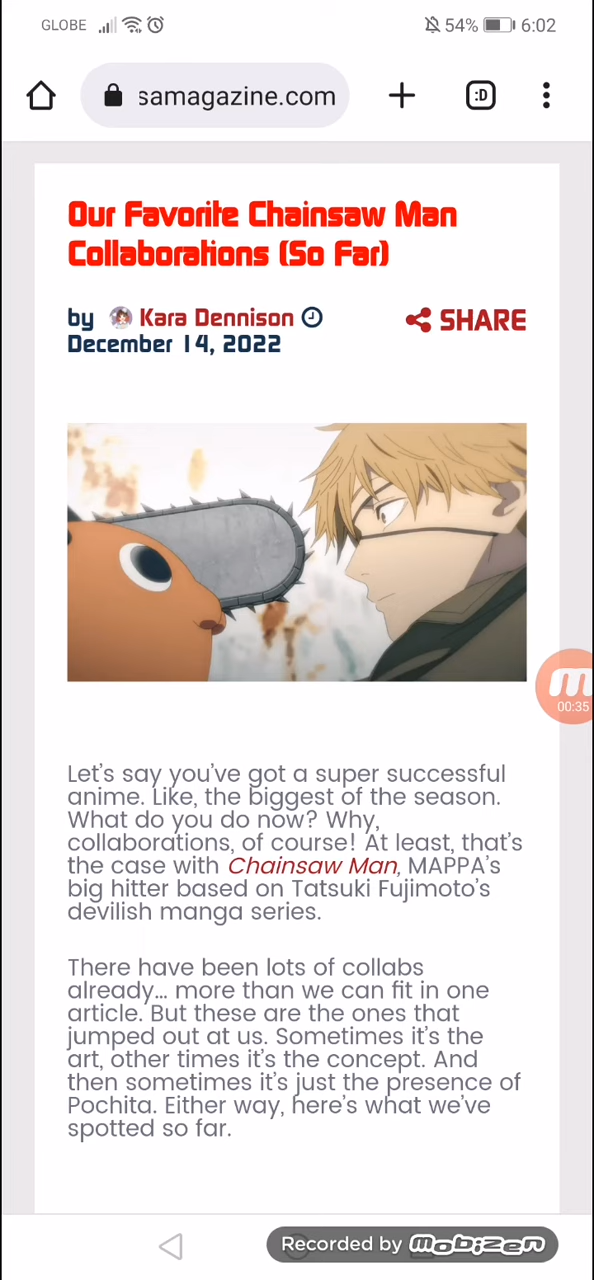 GLOBE 54% 6:02
samagazine.com :D
Our Favorite Chainsaw Man
Collaborations (So Far)
by Kara Dennison SHARE
December 14, 2022
00:35
Let's say you've got a super successful
anime. Like, the biggest of the season.
What do you do now? Why,
collaborations, of course! At least, that's
the case with Chainsaw Man, MAPPA's
big hitter based on Tatsuki Fujimoto's
devilish manga series.
There have been lots of collabs
already… more than we can fit in one
article. But these are the ones that
jumped out at us. Sometimes it's the
art, other times it's the concept. And
then sometimes it's just the presence of
Pochita. Either way, here's what we've
spotted so far.
Recorded by mobizen